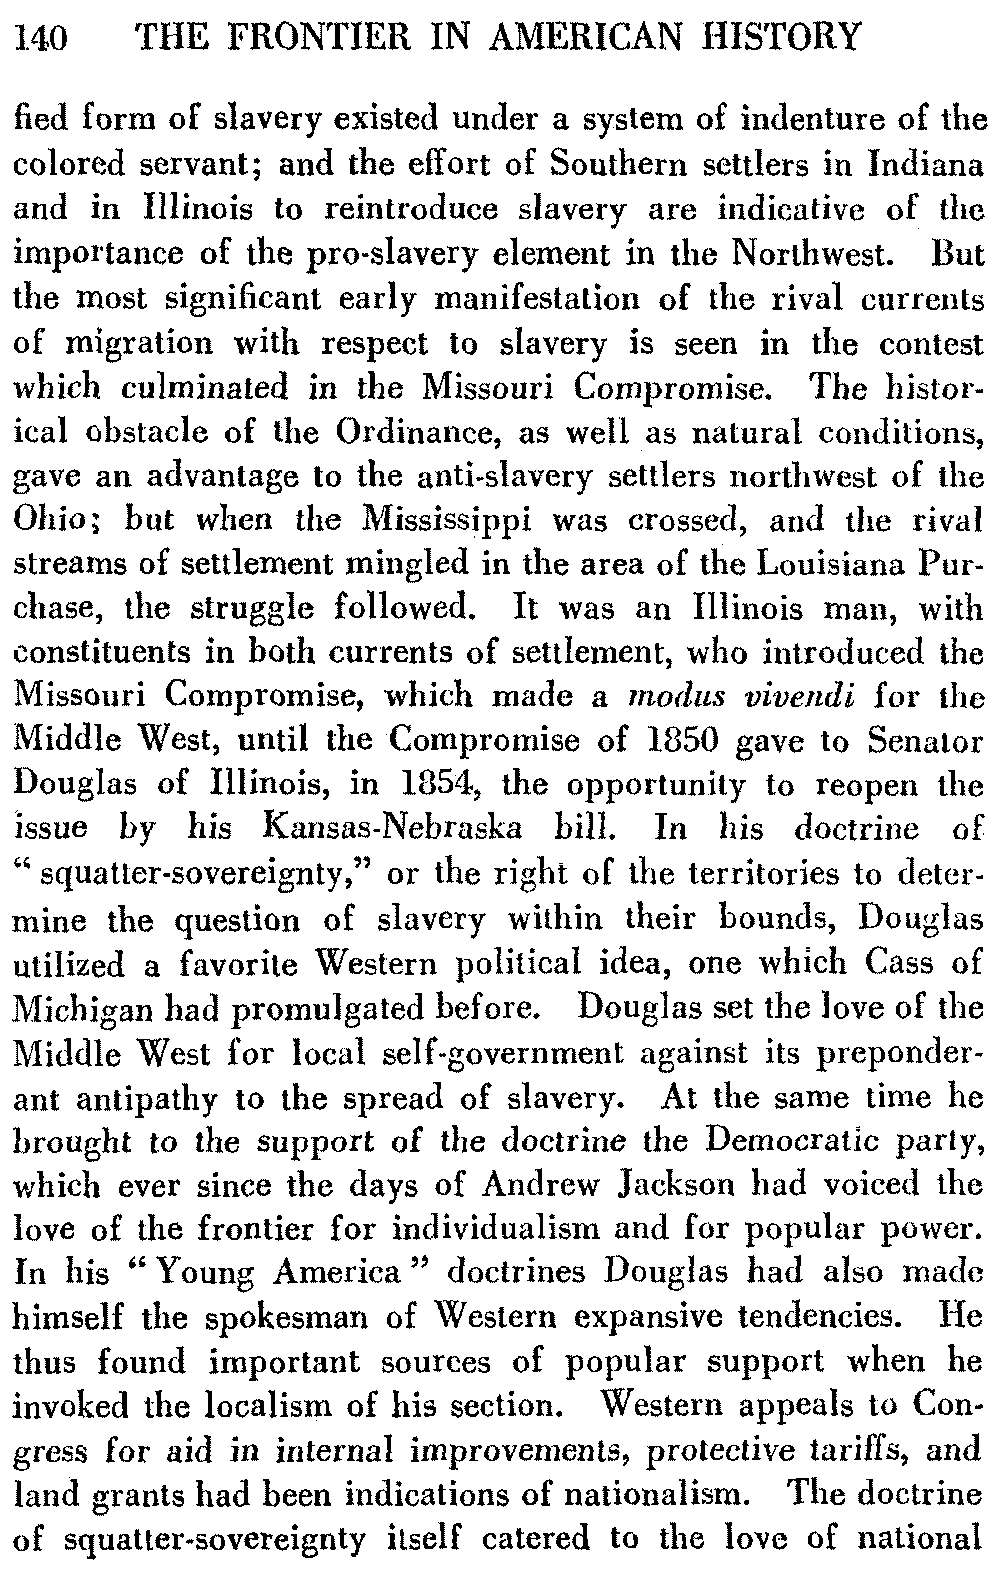 140 THE FRONTIER IN AMERICAN HISTORY
fied form of slavery existed under a system of indenture of the
colored servant; and the effort of Southern settlers in Indiana
and in Illinois to reintroduce slavery are indicative of the
importance of the pro-slavery element in the Northwest. But
the most significant early manifestation of the rival currents
of migration with respect to slavery is seen in the contest
which culminated in the Missouri Compromise. The histor-
ical obstacle of the Ordinance, as well as natural conditions,
gave an advantage to the anti-slavery settlers northwest of the
Ohio; but when the Mississippi was crossed, and the rival
streams of settlement mingled in the area of the Louisiana Pur-
chase, the struggle followed. It was an Illinois man, with
constituents in both currents of settlement, who introduced the
Missouri Compromise, which made a modus vivendi for the
Middle West, until the Compromise of 1850 gave to Senator
Douglas of Illinois, in 1854, the opportunity to reopen the
issue by his Kansas-Nebraska bill. In his doctrine of
“ squatter-sovereignty,” or the right of the territories to deter-
mine the question of slavery within their bounds, Douglas
utilized a favorite Western political idea, one which Cass of
Michigan had promulgated before. Douglas set the love of the
Middle West for local self-government against its preponder-
ant antipathy to the spread of slavery. At the same time he
brought to the support of the doctrine the Democratic party,
which ever since the days of Andrew Jackson had voiced the
love of the frontier for individualism and for popular power.
In his “ Young America ” doctrines Douglas had also made
himself the spokesman of Western expansive tendencies. He
thus found important sources of popular support when he
invoked the localism of his section. Western appeals to Con-
gress for aid in internal improvements, protective tariffs, and
land grants had been indications of nationalism. The doctrine
of squatter-sovereignty itself catered to the love of national